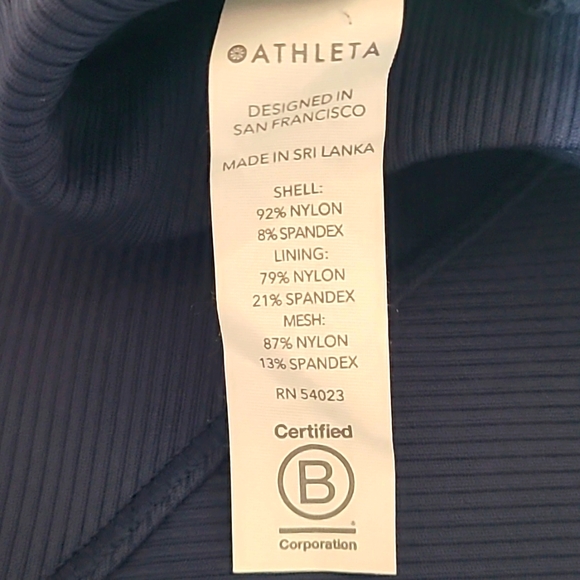 ATHLETA
DESIGNED IN
SAN FRANCISCO
MADE IN SRI LANKA
SHELL:
92% NYLON
8% SPANDEX
LINING:
79% NYLON
21% SPANDEX
MESH:
87% NYLON
13% SPANDEX
RN 54023
Certified
B
Corporation